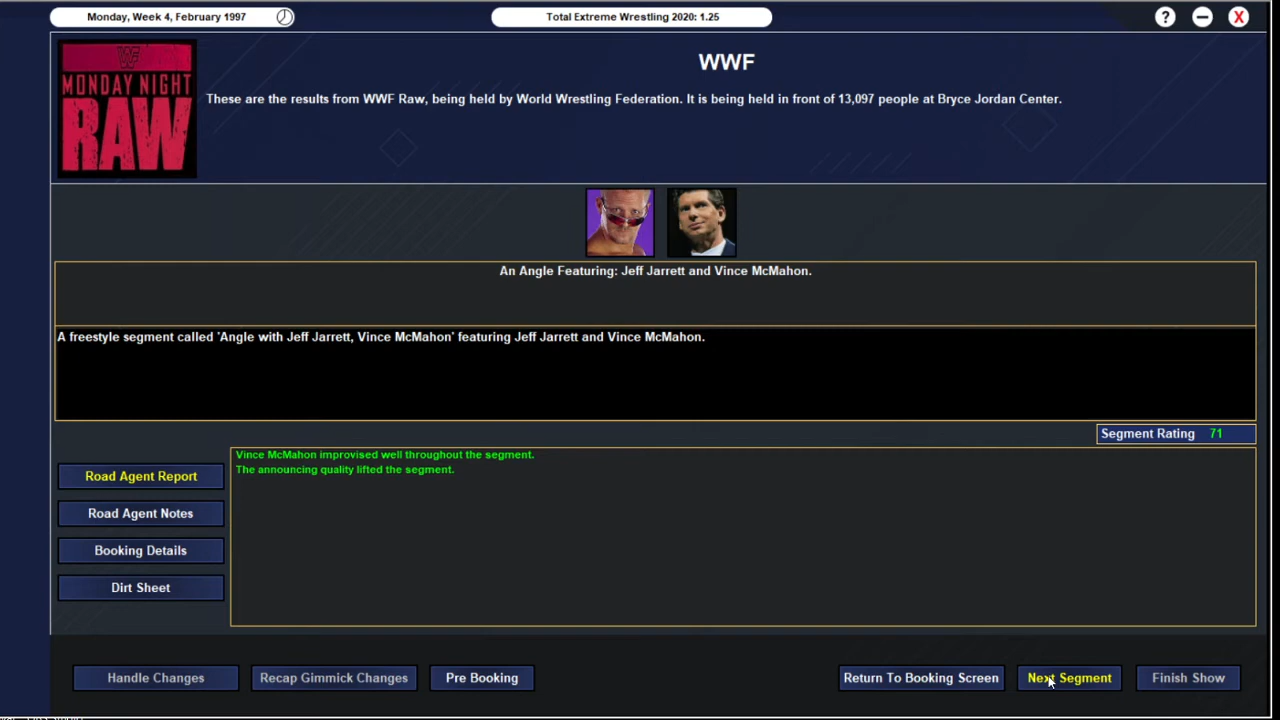 Monday, Week 4, February 1997
Total Extreme Wrestling 2020: 1.25
? X
WF
MONDAY NIGHT
RAW
WWF
These are the results from WWF Raw, being held by World Wrestling Federation. It is being held in front of 13,097 people at Bryce Jordan Center.
An Angle Featuring: Jeff Jarrett and Vince McMahon.
A freestyle segment called 'Angle with Jeff Jarrett, Vince McMahon' featuring Jeff Jarrett and Vince McMahon.
Segment Rating 71
Vince McMahon improvised well throughout the segment.
The announcing quality lifted the segment.
Road Agent Report
Road Agent Notes
Booking Details
Dirt Sheet
Handle Changes
Recap Gimmick Changes
Pre Booking
Return To Booking Screen
Next Segment
Finish Show